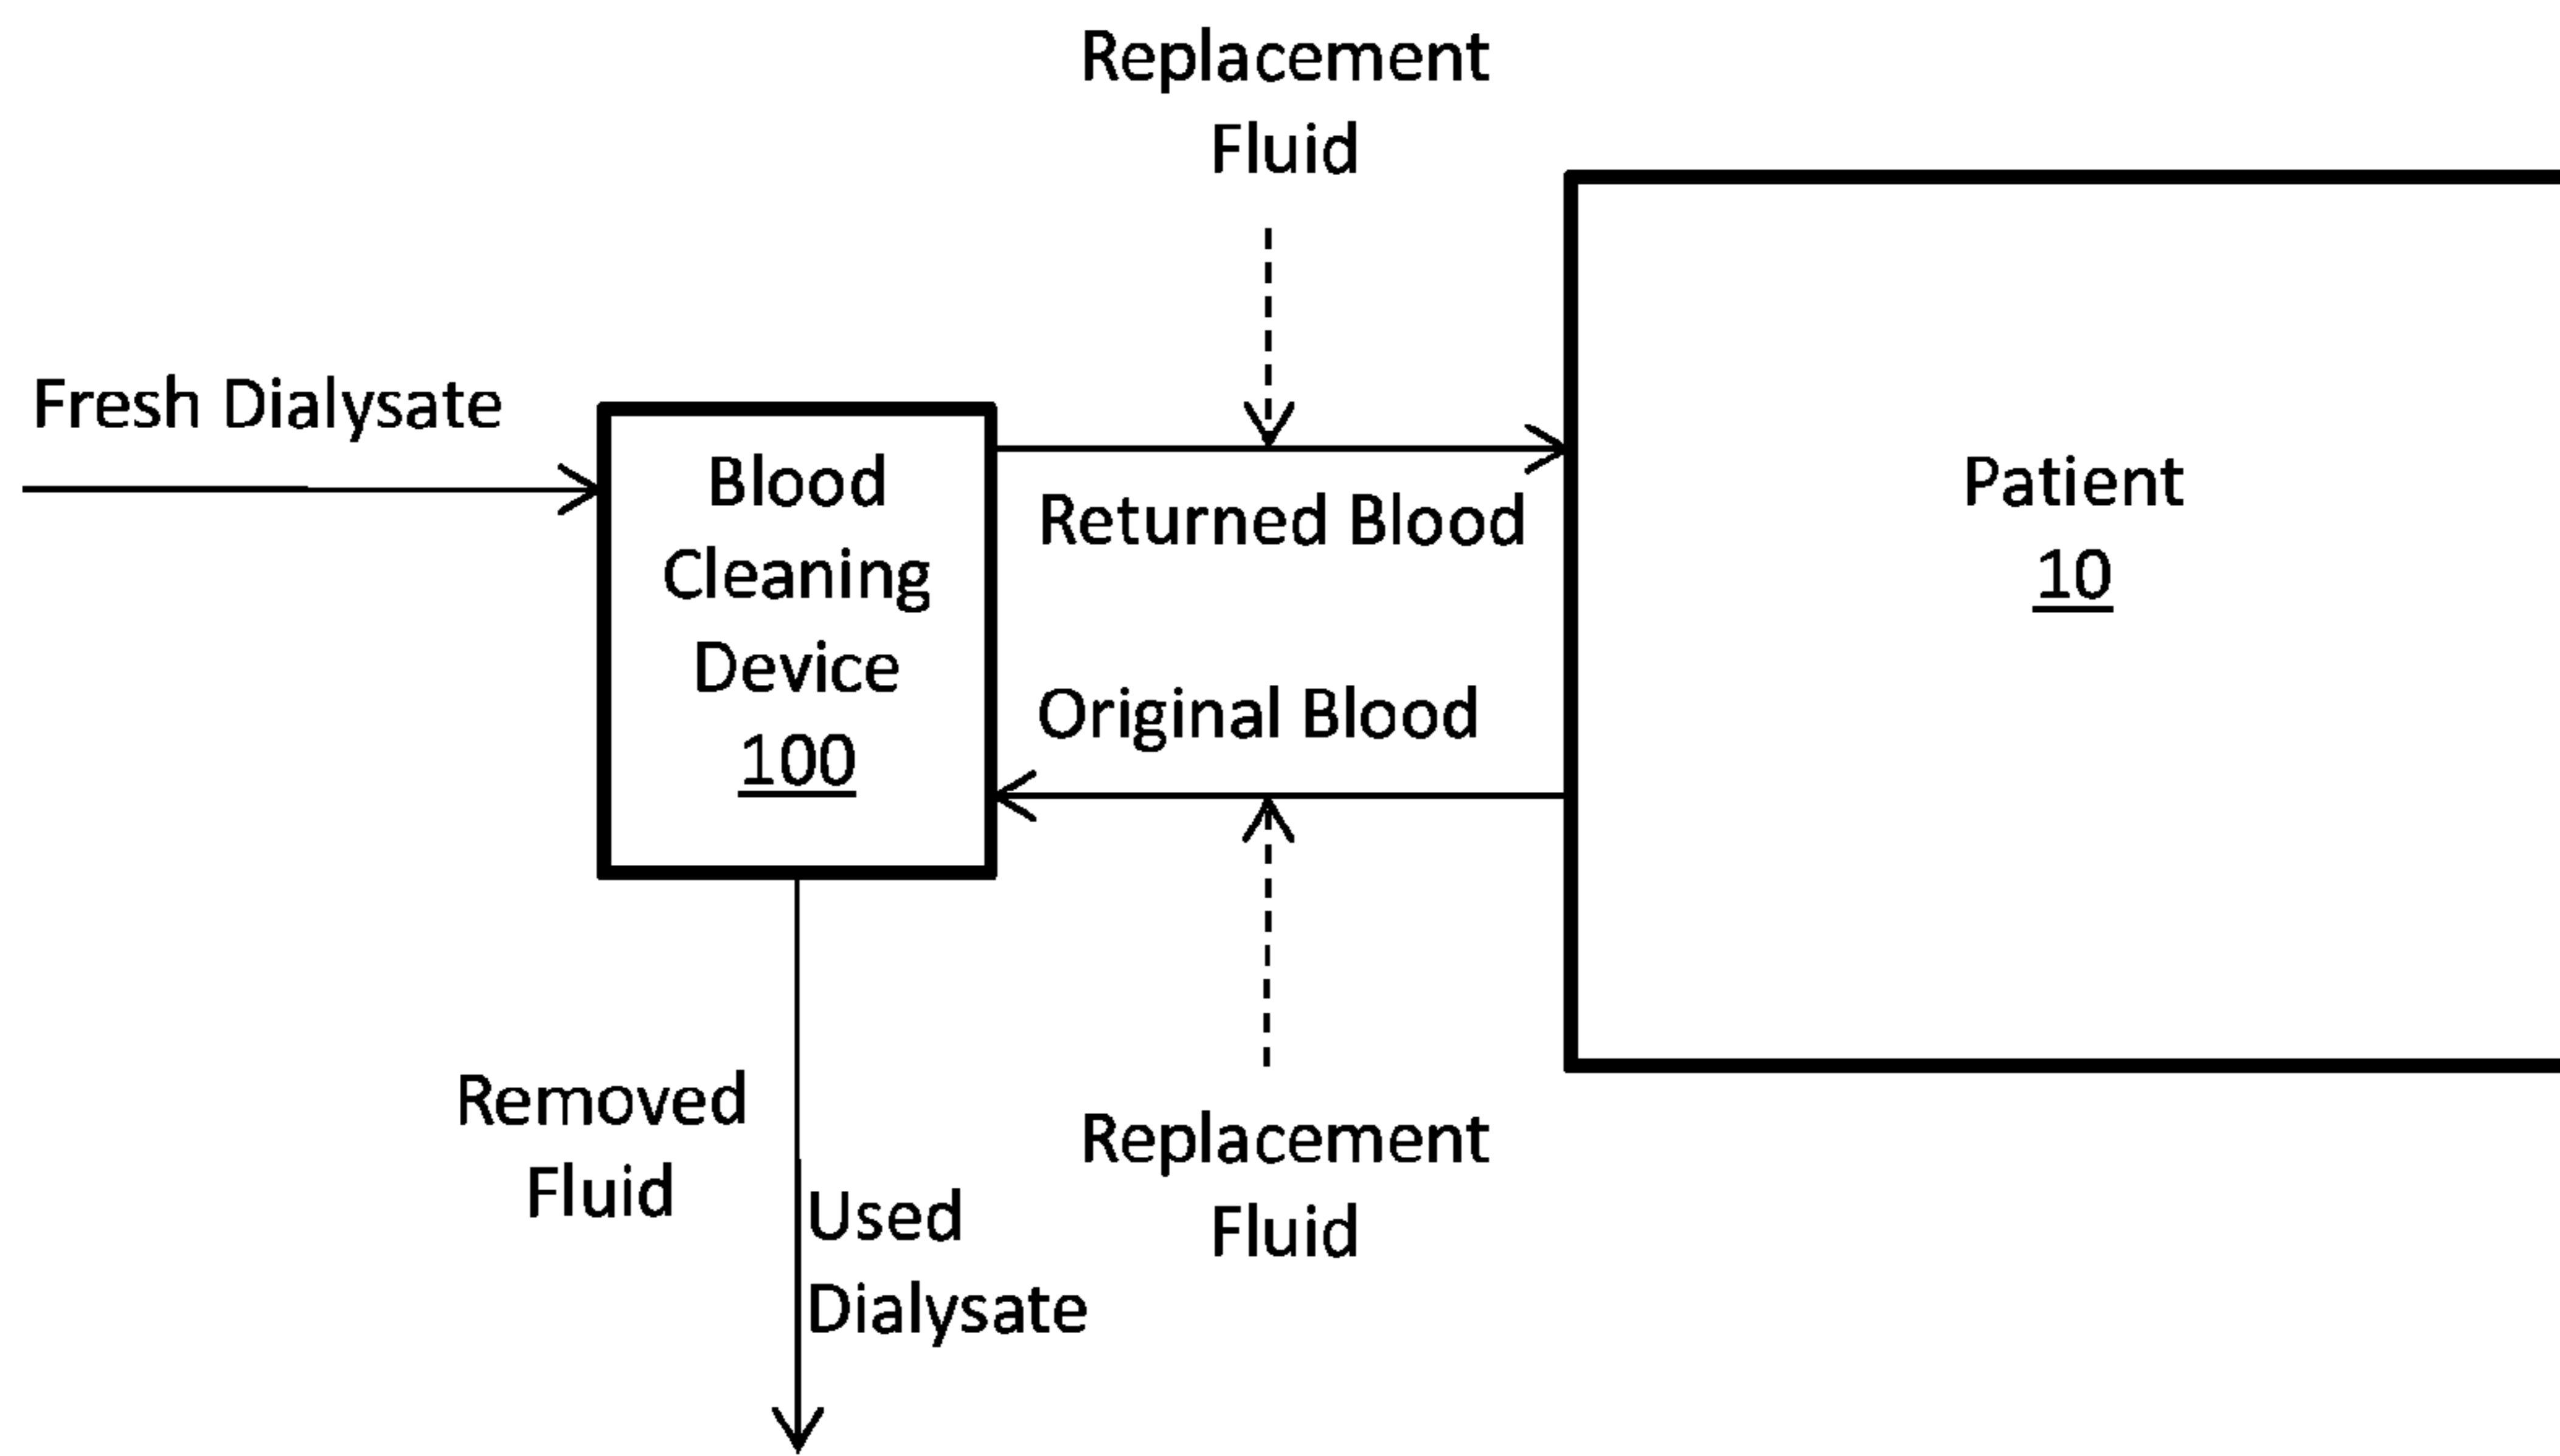 Replacement
Fluid
Fresh Dialysate
Blood
Cleaning
Device
100
Returned Blood
Original Blood
Patient
10
Removed
Fluid
Used
Dialysate
Replacement
Fluid